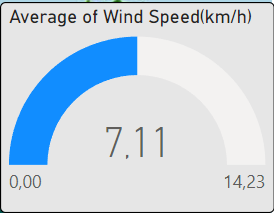 Average of Wind Speed(km/h)
7,11
0,00 14,23